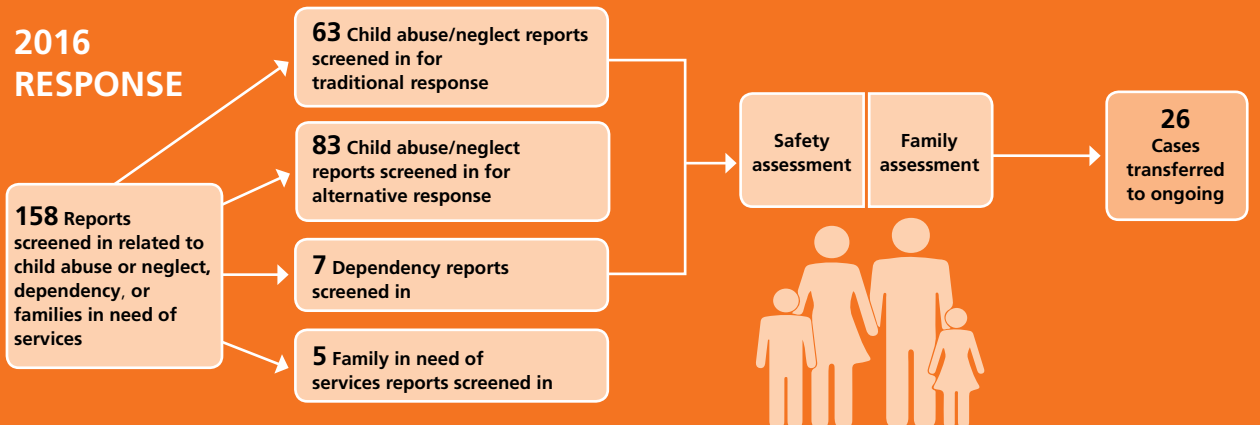 2016
RESPONSE
63 Child abuse/neglect reports
screened in for
traditional response
83 Child abuse/neglect
reports screened in for
alternative response
158 Reports
screened in related to
child abuse or neglect,
dependency, or
families in need of
services
7 Dependency reports
screened in
5 Family in need of
services reports screened in
Safety
assessment
Family
assessment
26
Cases
transferred
to ongoing